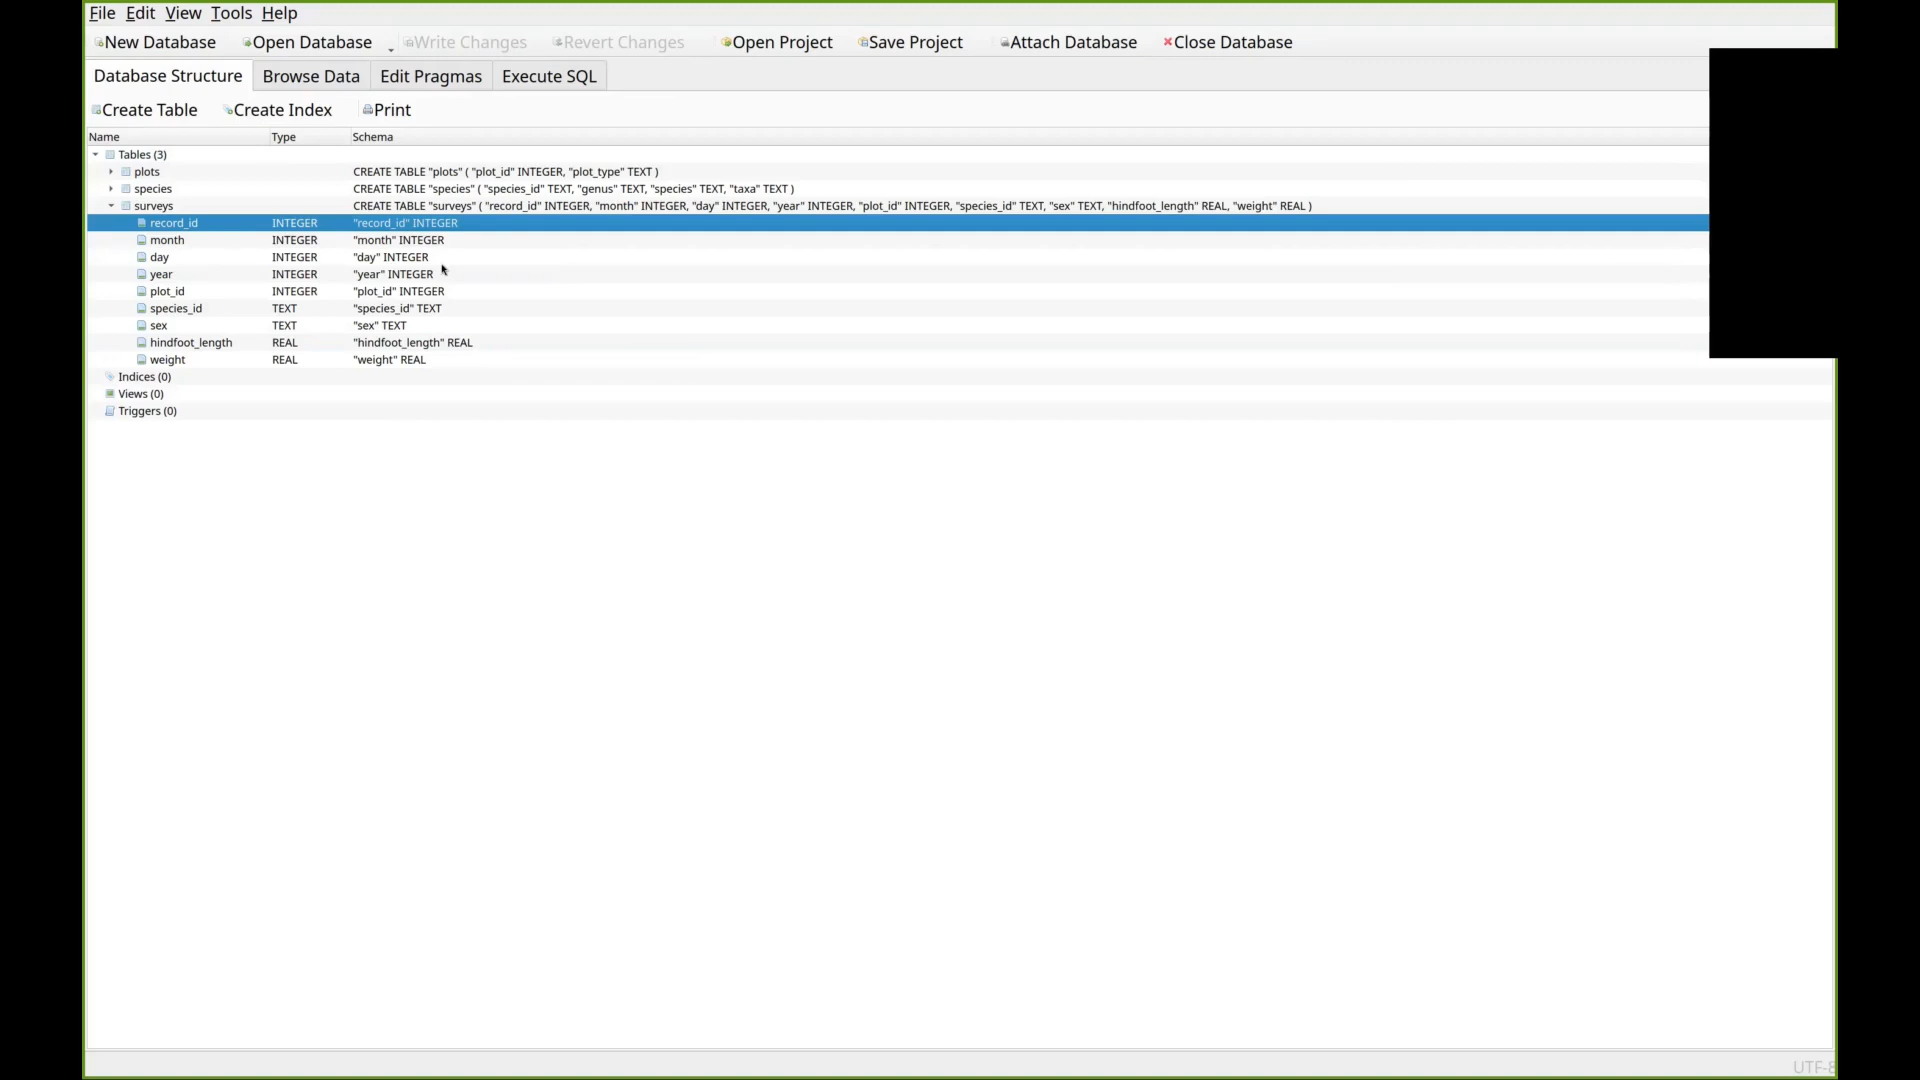 File Edit View Tools Help
New Database Open Database Write Changes Revert Changes Open Project Save Project Attach Database Close Database
Database Structure Browse Data Edit Pragmas Execute SQL
Create Table Create Index Print
Name Type Schema
Tables (3)
plots CREATE TABLE "plots" ( "plot_id" INTEGER, "plot_type" TEXT )
species CREATE TABLE "species" ( "species_id" TEXT, "genus" TEXT, "species" TEXT, "taxa" TEXT )
surveys CREATE TABLE "surveys" ( "record_id" INTEGER, "month" INTEGER, "day" INTEGER, "year" INTEGER, "plot_id" INTEGER, "species_id" TEXT, "sex" TEXT, "hindfoot_length" REAL, "weight" REAL )
record_id INTEGER "record_id" INTEGER
month INTEGER "month" INTEGER
day INTEGER "day" INTEGER
year INTEGER "year" INTEGER
plot_id INTEGER "plot_id" INTEGER
species_id TEXT "species_id" TEXT
sex TEXT "sex" TEXT
hindfoot_length REAL "hindfoot_length" REAL
weight REAL "weight" REAL
Indices (0)
Views (0)
Triggers (0)
UTF-8